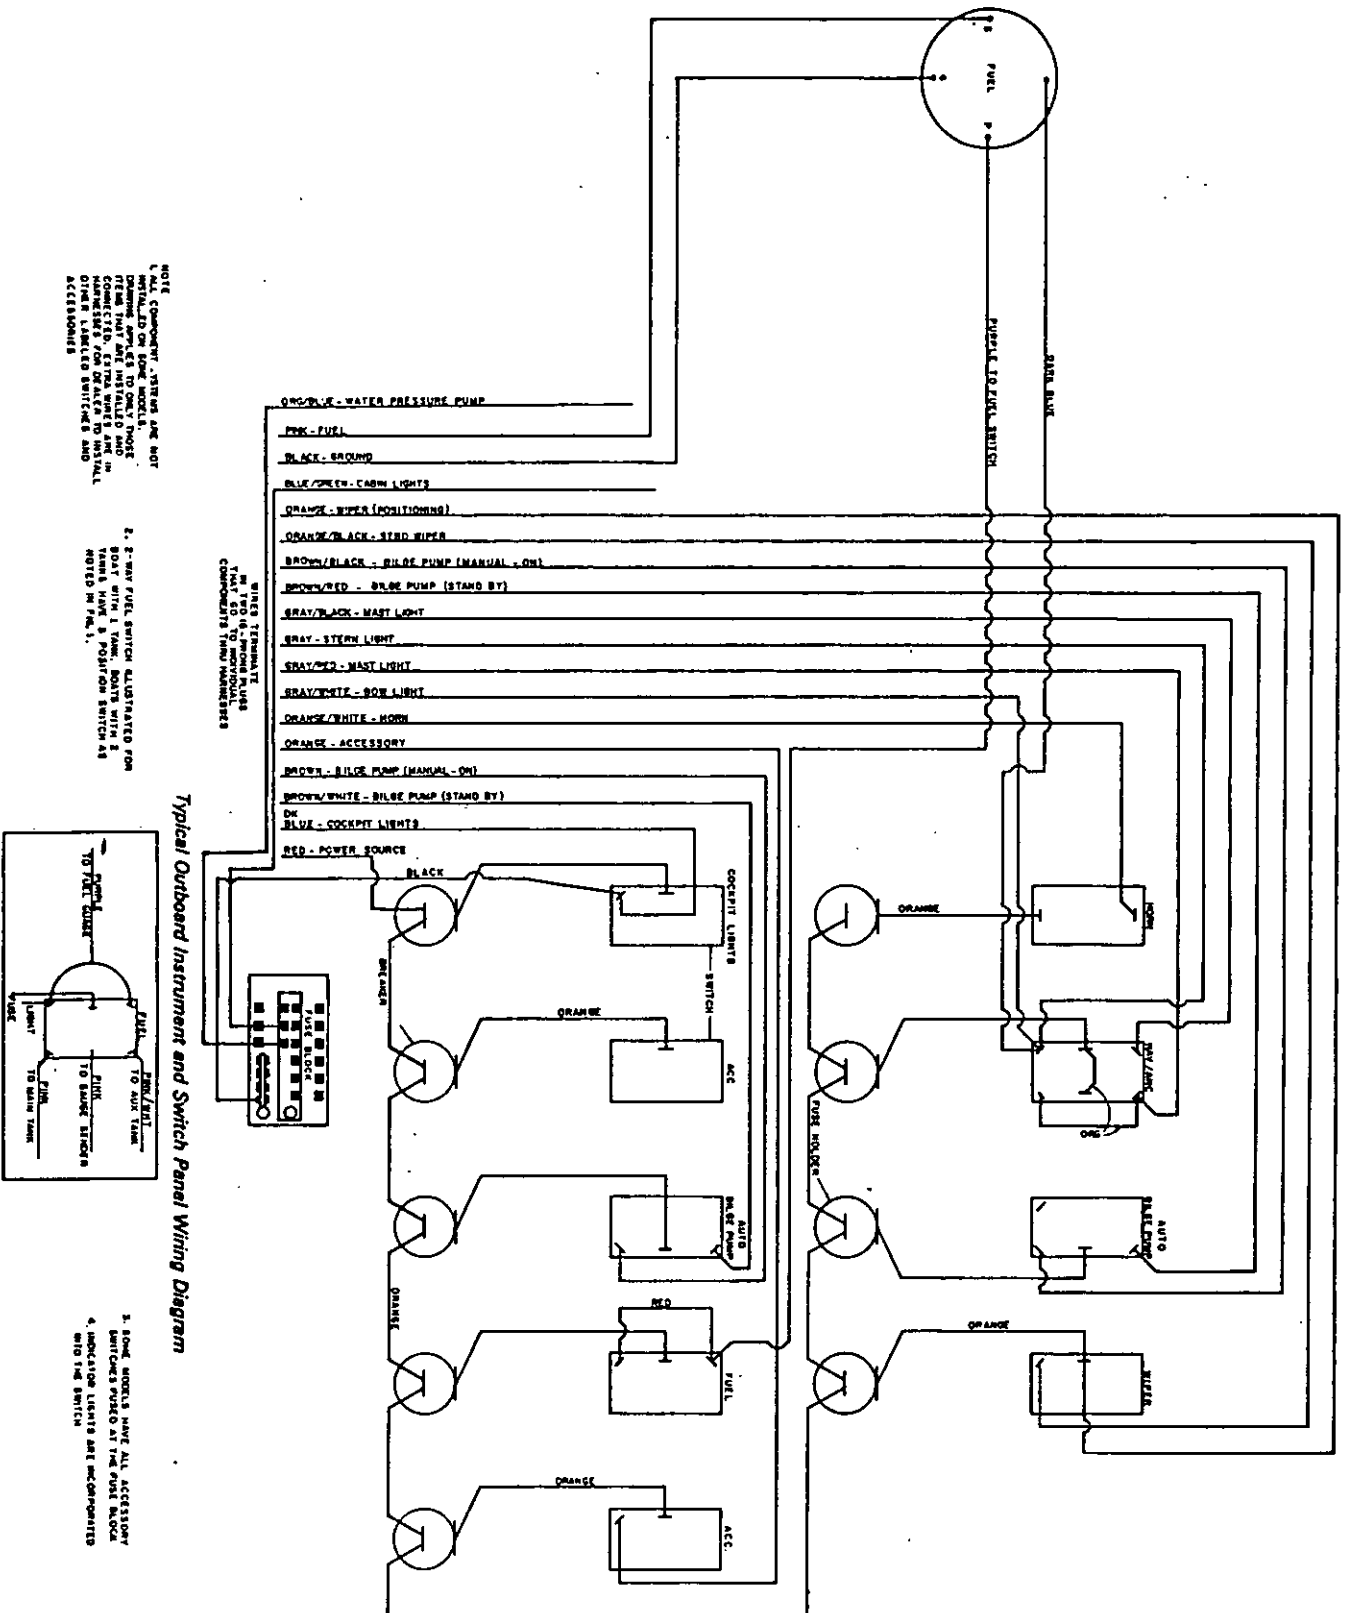 Typical Outboard Instrument and Switch Panel Wiring Diagram
S
FUEL
P
PURPLE TO FUEL SWITCH
DARK BLUE
ORG/BLUE - WATER PRESSURE PUMP
PINK - FUEL
BLACK - GROUND
BLUE/GREEN - CABIN LIGHTS
ORANGE - WIPER (POSITIONING)
ORANGE/BLACK - STBD WIPER
BROWN/BLACK - BILGE PUMP (MANUAL - ON)
BROWN/RED - BILGE PUMP (STAND BY)
GRAY/BLACK - MAST LIGHT
GRAY - STERN LIGHT
GRAY/RED - MAST LIGHT
GRAY/WHITE - BOW LIGHT
ORANGE/WHITE - HORN
ORANGE - ACCESSORY
BROWN - BILGE PUMP (MANUAL - ON)
BROWN/WHITE - BILGE PUMP (STAND BY)
DK
BLUE - COCKPIT LIGHTS
RED - POWER SOURCE
BLACK
WIRES TERMINATE
IN TWO 16-PRONG PLUGS
THAT GO TO INDIVIDUAL
COMPONENTS THRU HARNESSES
COCKPIT LIGHTS
SWITCH
BREAKER
ORANGE
ACC
FUSE BLOCK
AUTO
BILGE PUMP
ORANGE
RED
FUEL
ORANGE
ACC.
HORN
ORANGE
NAV/ANC
ORG
FUSE HOLDER
AUTO
BILGE PUMP
ORANGE
WIPER
NOTE
1. ALL COMPONENT SYSTEMS ARE NOT
INSTALLED ON SOME MODELS.
DRAWING APPLIES TO ONLY THOSE
ITEMS THAT ARE INSTALLED AND
CONNECTED. EXTRA WIRES ARE IN
HARNESSES FOR DEALER TO INSTALL
OTHER LABELED SWITCHES AND
ACCESSORIES
2. 2-WAY FUEL SWITCH ILLUSTRATED FOR
BOAT WITH 1 TANK. BOATS WITH 2
TANKS HAVE 3 POSITION SWITCH AS
NOTED IN
3. SOME MODELS HAVE ALL ACCESSORY
SWITCHES FUSED AT THE FUSE BLOCK
4. INDICATOR LIGHTS ARE INCORPORATED
INTO THE SWITCH
PURPLE
TO FUEL GUAGE
FUEL
PINK/WHT
TO AUX TANK
PINK
TO GAUGE SENDER
PINK
TO MAIN TANK
LIGHT
FUSE